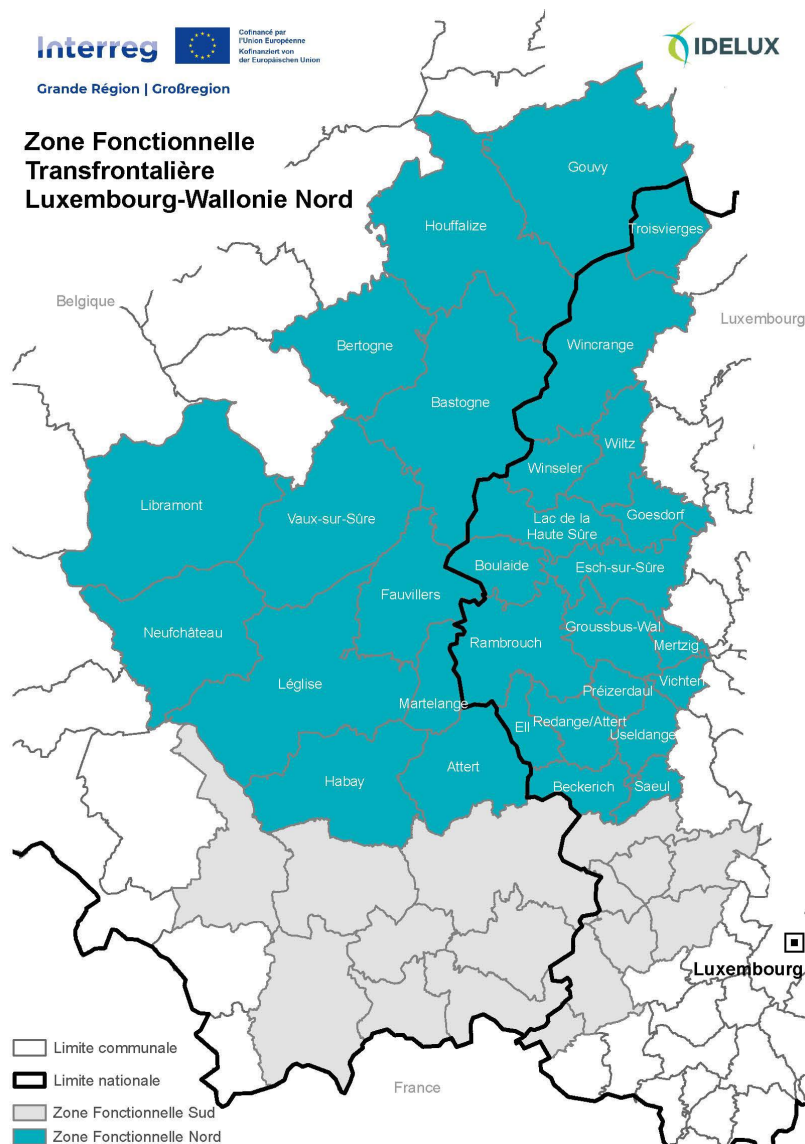 Interreg
Cofinancé par
l'Union Européenne
Kofinanziert von
der Europäischen Union
Grande Région | Großregion
IDELUX
Zone Fonctionnelle
Transfrontalière
Luxembourg-Wallonie Nord
Gouvy
Houffalize
Troisvierges
Belgique
Luxembourg
Bertogne
Wincrange
Bastogne
Wiltz
Winseler
Libramont
Vaux-sur-Sûre
Lac de la
Haute Sûre
Goesdorf
Boulaide
Esch-sur-Sûre
Fauvillers
Neufchâteau
Groussbus-Wal
Rambrouch
Mertzig
Léglise
Vichten
Préizerdaul
Martelange
Ell
Redange/Attert
Useldange
Attert
Habay
Beckerich
Saeul
Luxembourg
Limite communale
Limite nationale
France
Zone Fonctionnelle Sud
Zone Fonctionnelle Nord